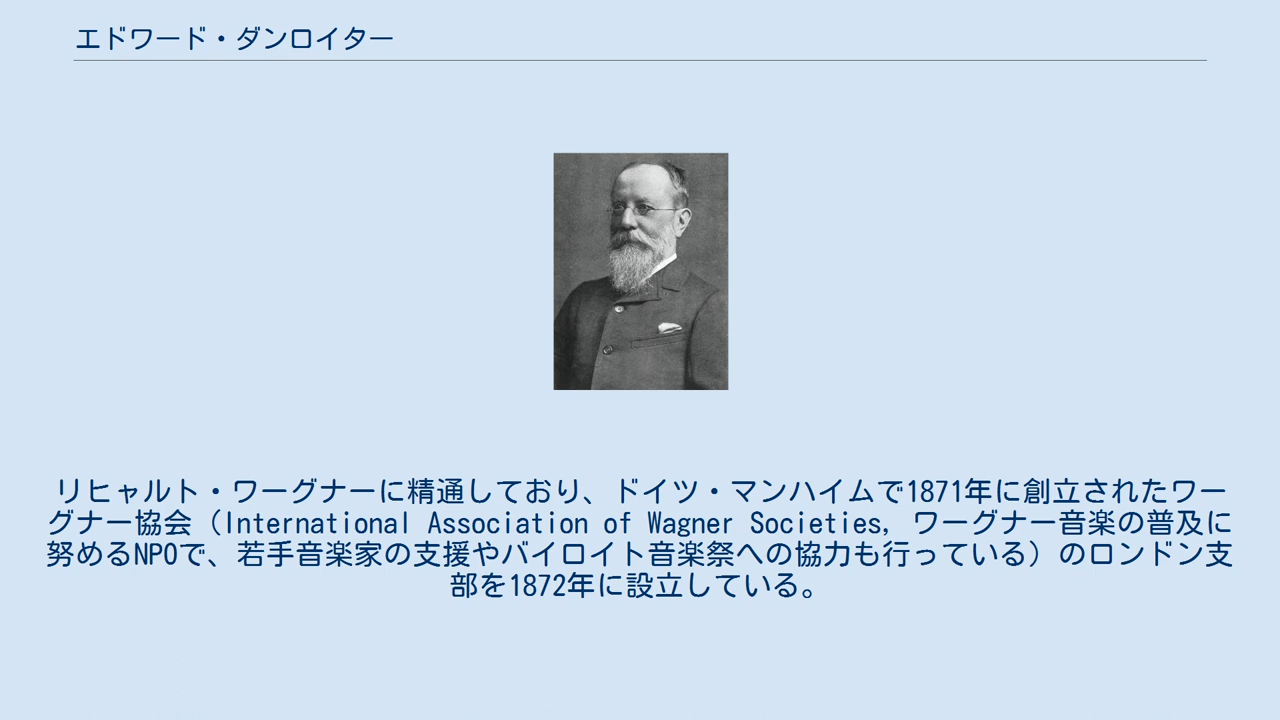 エドワード・ダンロイター
リヒャルト・ワーグナーに精通しており、ドイツ・マンハイムで1871年に創立されたワー
グナー協会（International Association of Wagner Societies, ワーグナー音楽の普及に
努めるNPOで、若手音楽家の支援やバイロイト音楽祭への協力も行っている）のロンドン支
部を1872年に設立している。